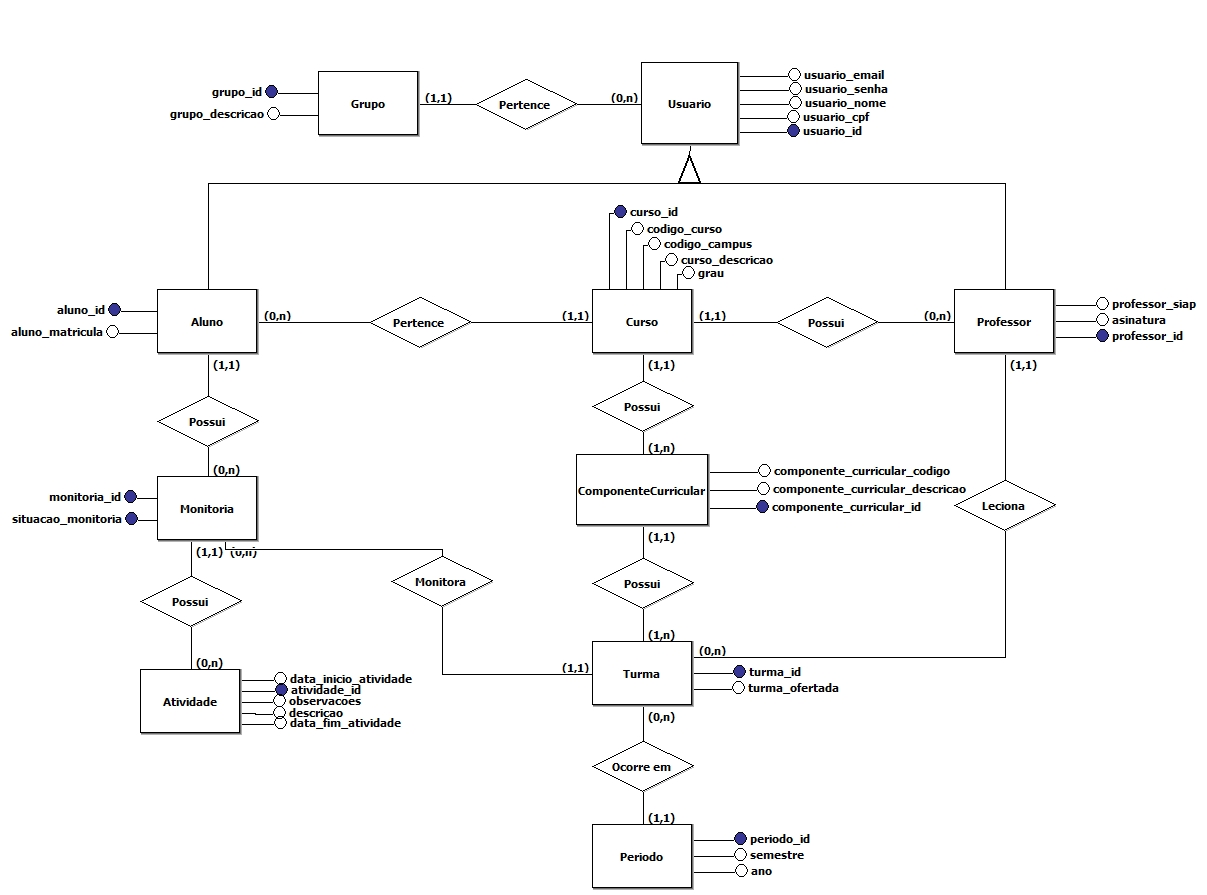 grupo_id
grupo_descricao
Grupo
(1,1)
Pertence
(0,n)
Usuario
usuario_email
usuario_senha
usuario_nome
usuario_cpf
usuario_id
curso_id
codigo_curso
codigo_campus
curso_descricao
grau
aluno_id
aluno_matricula
Aluno
(0,n)
Pertence
(1,1)
Curso
(1,1)
Possui
(0,n)
Professor
professor_siap
asinatura
professor_id
(1,1)
(1,1)
(1,1)
Possui
Possui
(0,n)
(1,n)
monitoria_id
situacao_monitoria
Monitoria
ComponenteCurricular
componente_curricular_codigo
componente_curricular_descricao
componente_curricular_id
Leciona
(1,1)
(0,n)
(1,1)
Possui
Monitora
Possui
(0,n)
(1,n)
(0,n)
(1,1)
Turma
turma_id
turma_ofertada
Atividade
data_inicio_atividade
atividade_id
observacoes
descricao
data_fim_atividade
(0,n)
Ocorre em
(1,1)
Periodo
periodo_id
semestre
ano